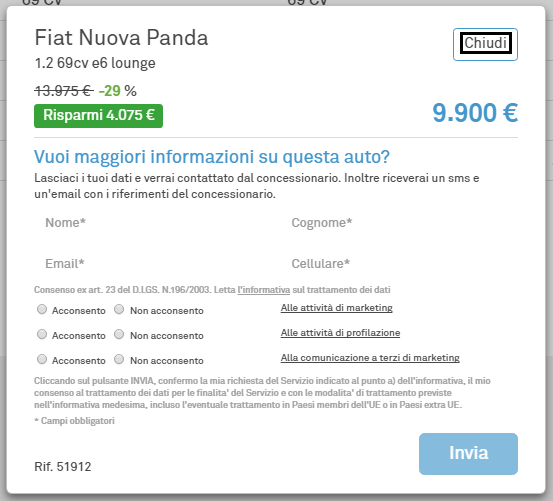 69 CV
69 CV
Fiat Nuova Panda
Chiudi
1.2 69cv e6 lounge
13.975 € -29 %
Risparmi 4.075 €
9.900 €
Vuoi maggiori informazioni su questa auto?
Lasciaci i tuoi dati e verrai contattato dal concessionario. Inoltre riceverai un sms e
un'email con i riferimenti del concessionario.
Nome* Cognome*
Email* Cellulare*
Consenso ex art. 23 del D.lGS. N.196/2003. Letta l'informativa sul trattamento dei dati
Acconsento Non acconsento Alle attività di marketing
Acconsento Non acconsento Alle attività di profilazione
Acconsento Non acconsento Alla comunicazione a terzi di marketing
Cliccando sul pulsante INVIA, confermo la mia richiesta del Servizio indicato al punto a) dell'informativa, il mio
consenso al trattamento dei dati per le finalita' del Servizio e con le modalita' di trattamento previste
nell'informativa medesima, incluso l'eventuale trattamento in Paesi membri dell'UE o in Paesi extra UE.
* Campi obbligatori
Invia
Rif. 51912